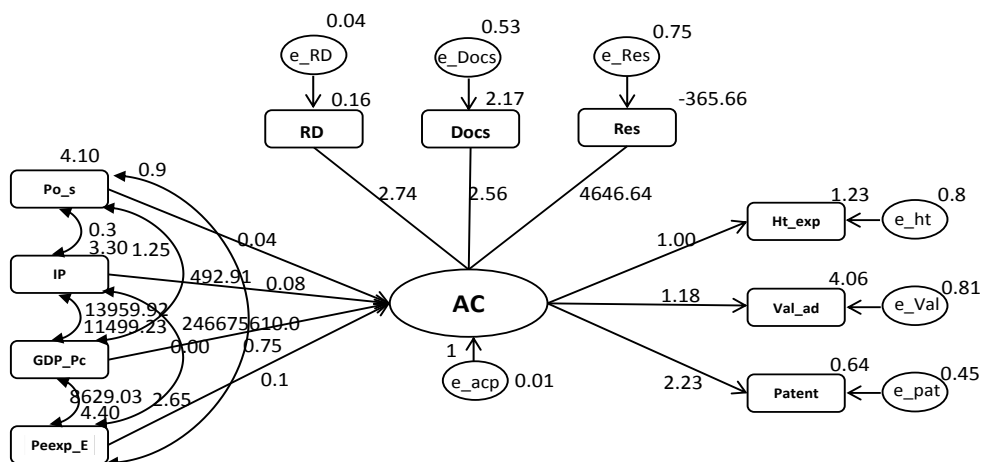 0.04
0.53
0.75
e_RD
e_Docs
e_Res
0.16
2.17
-365.66
RD
Docs
Res
4.10
0.9
Po_s
2.74
2.56
4646.64
1.23
0.8
Ht_exp
e_ht
0.3
3.30
1.25
0.04
1.00
IP
492.91
0.08
AC
1.18
4.06
0.81
Val_ad
e_Val
13959.92
11499.23
246675610.0
GDP_Pc
0.00
0.75
0.1
1
e_acp
0.01
2.23
0.64
0.45
Patent
e_pat
8629.03
4.40
2.65
Peexp_E